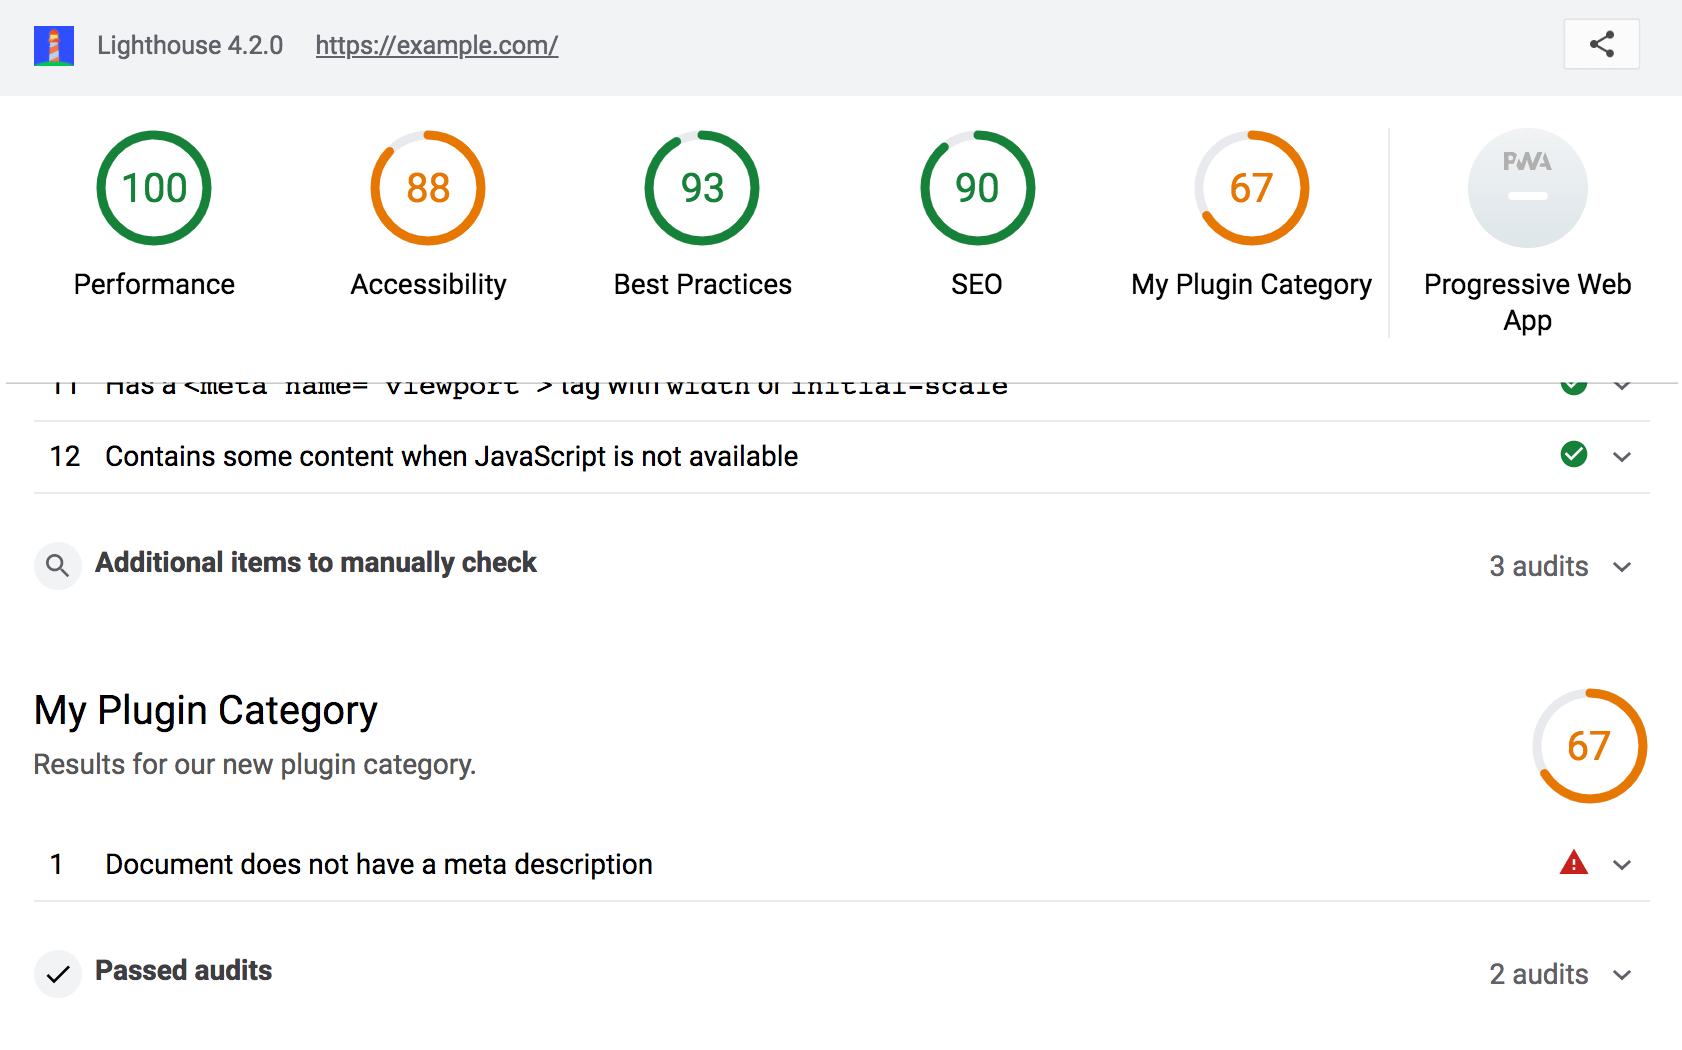 Lighthouse 4.2.0 https://example.com/
100 88 93 90 67 PWA
Performance Accessibility Best Practices SEO My Plugin Category Progressive Web
App
11 Has a <meta name= viewport > tag with width or initial-scale
12 Contains some content when JavaScript is not available
Additional items to manually check 3 audits
My Plugin Category
67
Results for our new plugin category.
1 Document does not have a meta description
Passed audits 2 audits